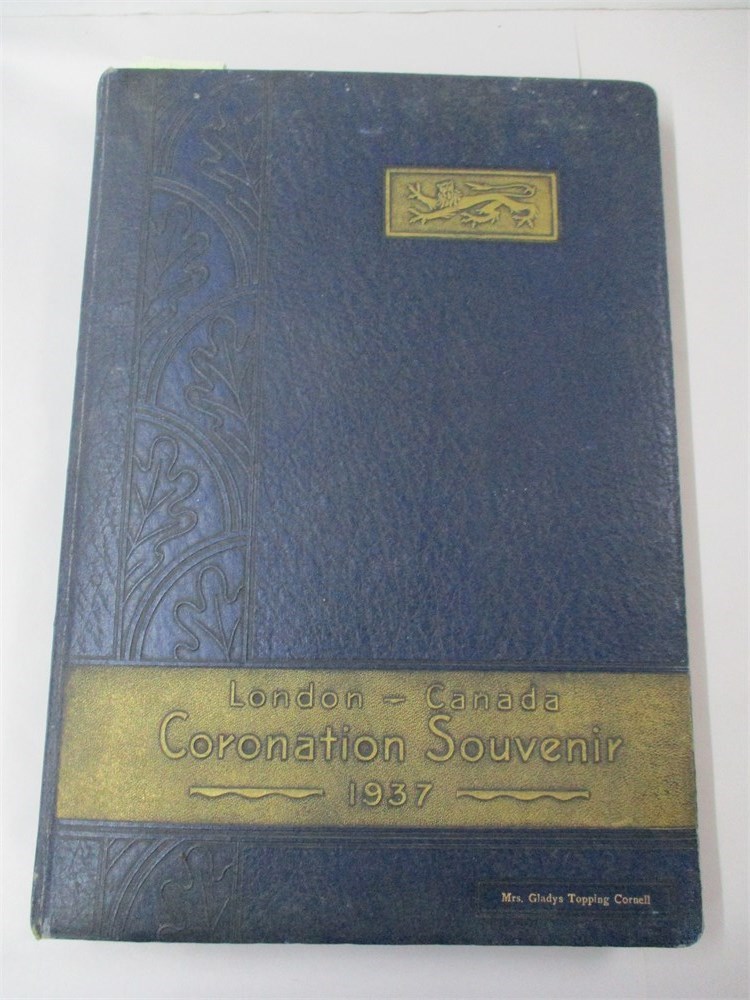 London - Canada
Coronation Souvenir
1937
Mrs. Gladys Topping Cornell